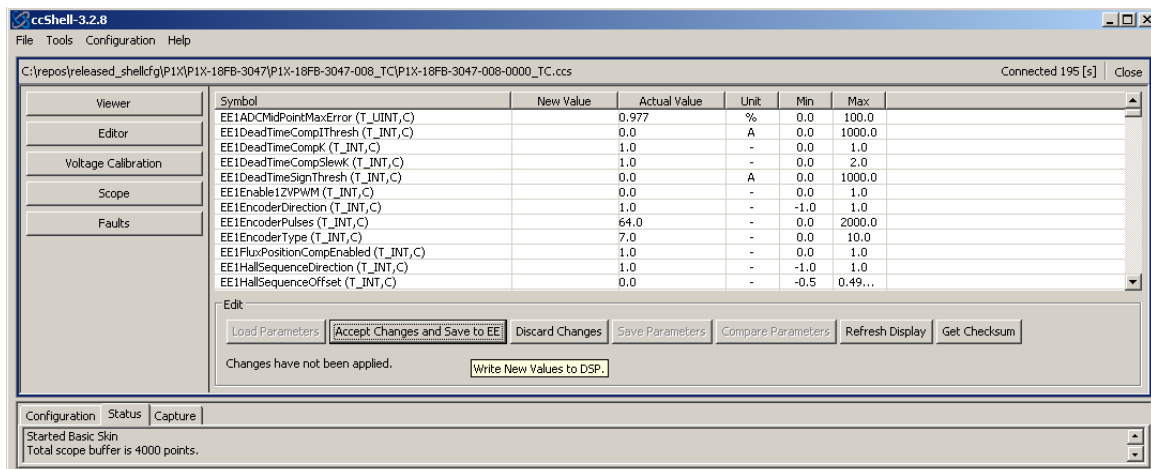 ccShell-3.2.8
File Tools Configuration Help
C:\repos\released_shellcfg\P1X\P1X-18FB-3047\P1X-18FB-3047-008_TC\P1X-18FB-3047-008-0000_TC.ccs Connected 195 [s] Close
Viewer
Editor
Voltage Calibration
Scope
Faults
Symbol New Value Actual Value Unit Min Max
EE1ADCMidPointMaxError (T_UINT,C) 0.977 % 0.0 100.0
EE1DeadTimeCompIThresh (T_INT,C) 0.0 A 0.0 1000.0
EE1DeadTimeCompK (T_INT,C) 1.0 - 0.0 1.0
EE1DeadTimeCompSlewK (T_INT,C) 1.0 - 0.0 2.0
EE1DeadTimeSignThresh (T_INT,C) 0.0 A 0.0 1000.0
EE1Enable1ZVPWM (T_INT,C) 0.0 - 0.0 1.0
EE1EncoderDirection (T_INT,C) 1.0 - -1.0 1.0
EE1EncoderPulses (T_INT,C) 64.0 - 0.0 2000.0
EE1EncoderType (T_INT,C) 7.0 - 0.0 10.0
EE1FluxPositionCompEnabled (T_INT,C) 1.0 - 0.0 1.0
EE1HallSequenceDirection (T_INT,C) 1.0 - -1.0 1.0
EE1HallSequenceOffset (T_INT,C) 0.0 - -0.5 0.49...
Edit
Load Parameters Accept Changes and Save to EE Discard Changes Save Parameters Compare Parameters Refresh Display Get Checksum
Changes have not been applied.
Write New Values to DSP.
Configuration Status Capture
Started Basic Skin
Total scope buffer is 4000 points.